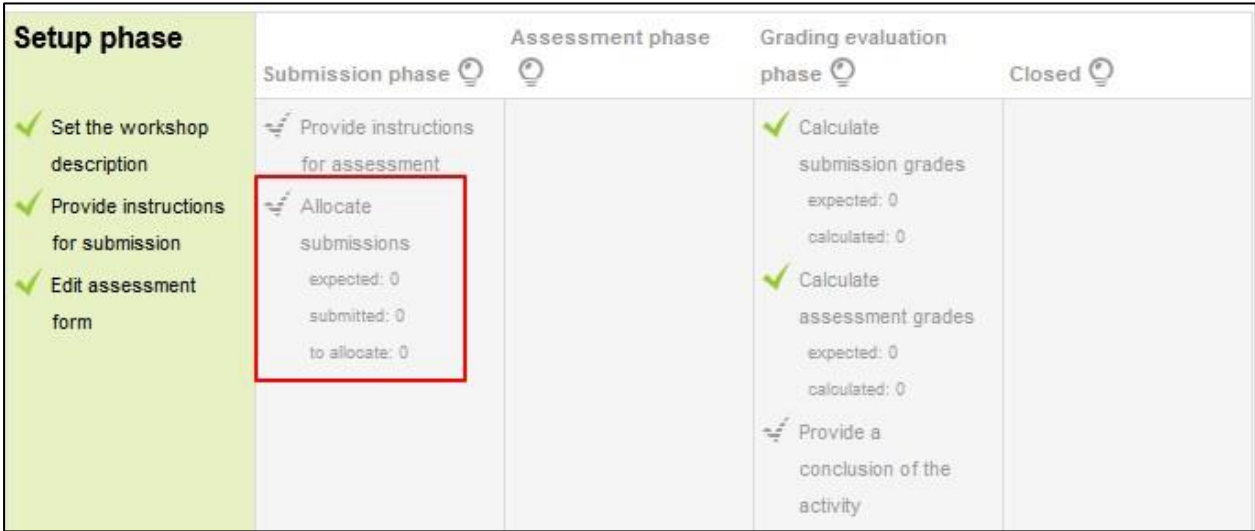 Setup phase
Set the workshop
description
Provide instructions
for submission
Edit assessment
form
Submission phase
Provide instructions
for assessment
Allocate
submissions
expected: 0
submitted: 0
to allocate: 0
Assessment phase
Grading evaluation
phase
Calculate
submission grades
expected: 0
calculated: 0
Calculate
assessment grades
expected: 0
calculated: 0
Provide a
conclusion of the
activity
Closed